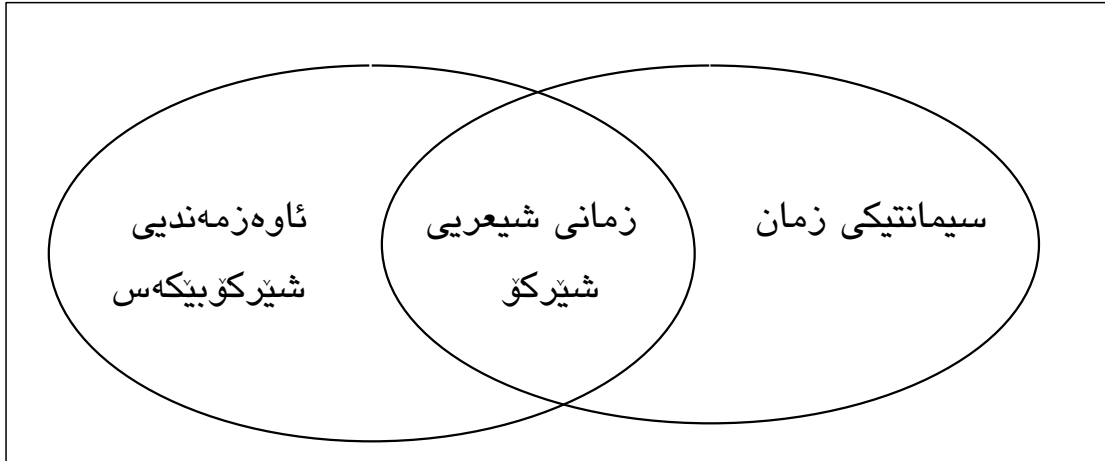 سیمانتیکی زمان
زمانی شیعریی
شێرکۆ
ئاوەزمەندیی
شێرکۆبێکەس